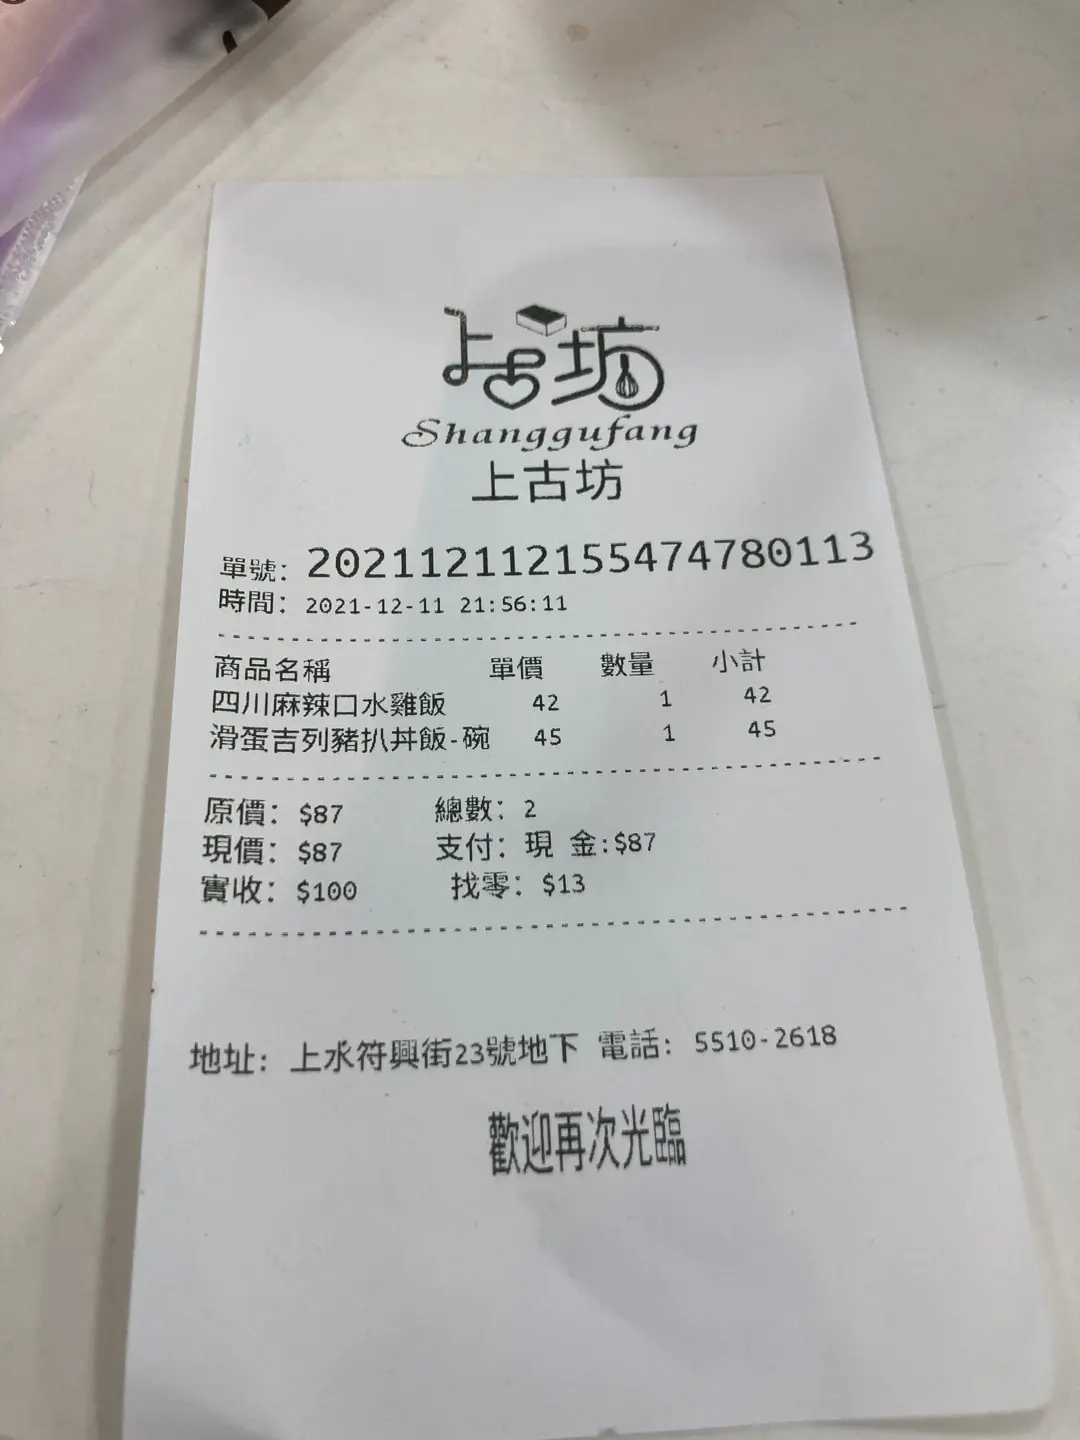 上古坊
Shanggufang
上古坊
單號: 202112112155474780113
時間: 2021-12-11 21:56:11
商品名稱 單價 數量 小計
四川麻辣口水雞飯 42 1 42
滑蛋吉列豬扒丼飯-碗 45 1 45
原價: $87 總數: 2
現價: $87 支付: 現 金:$87
實收: $100 找零: $13
地址: 上水符興街23號地下 電話: 5510-2618
歡迎再次光臨